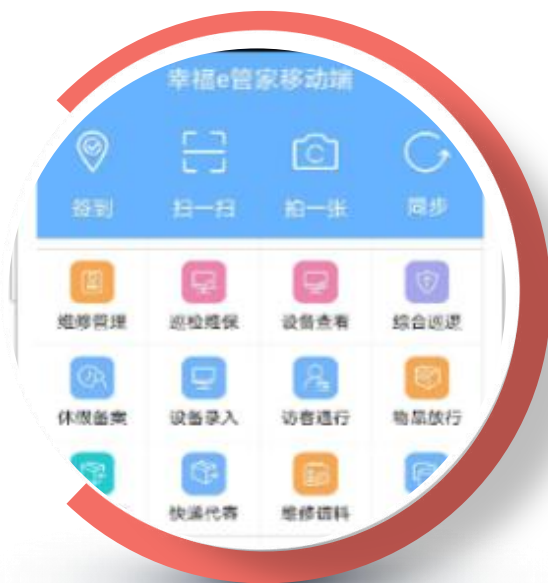 幸福e管家移动端
签到 扫一扫 拍一张 同步
维修管理 巡检维保 设备查看 综合巡逻
休假备案 设备录入 访客通行 物品放行
快递代寄 维修领料